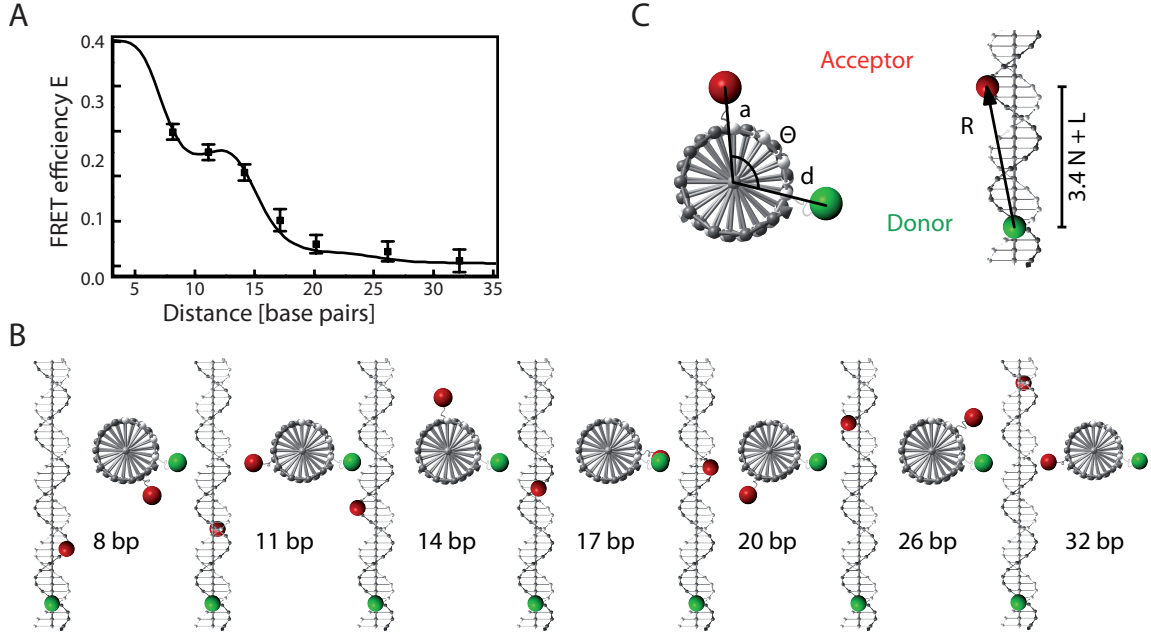 A
C
0.4
0.3
0.2
0.1
0.0
FRET efficiency E
5 10 15 20 25 30 35
Distance [base pairs]
Acceptor
a
Θ
d
Donor
R
3.4 N + L
B
8 bp 11 bp 14 bp 17 bp 20 bp 26 bp 32 bp